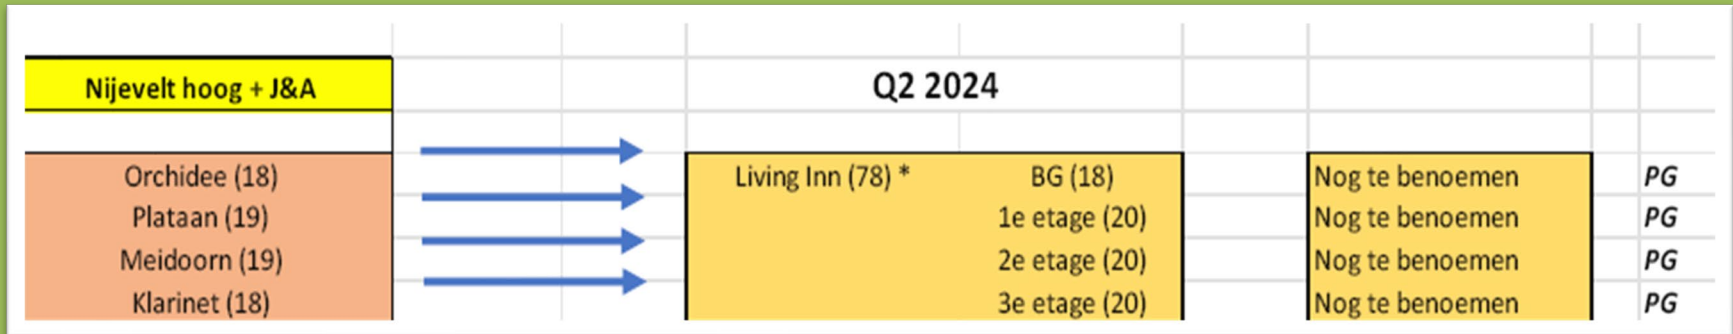 Nijevelt hoog + J&A Q2 2024
Orchidee (18) Living Inn (78) * BG (18) Nog te benoemen PG
Plataan (19) 1e etage (20) Nog te benoemen PG
Meidoorn (19) 2e etage (20) Nog te benoemen PG
Klarinet (18) 3e etage (20) Nog te benoemen PG